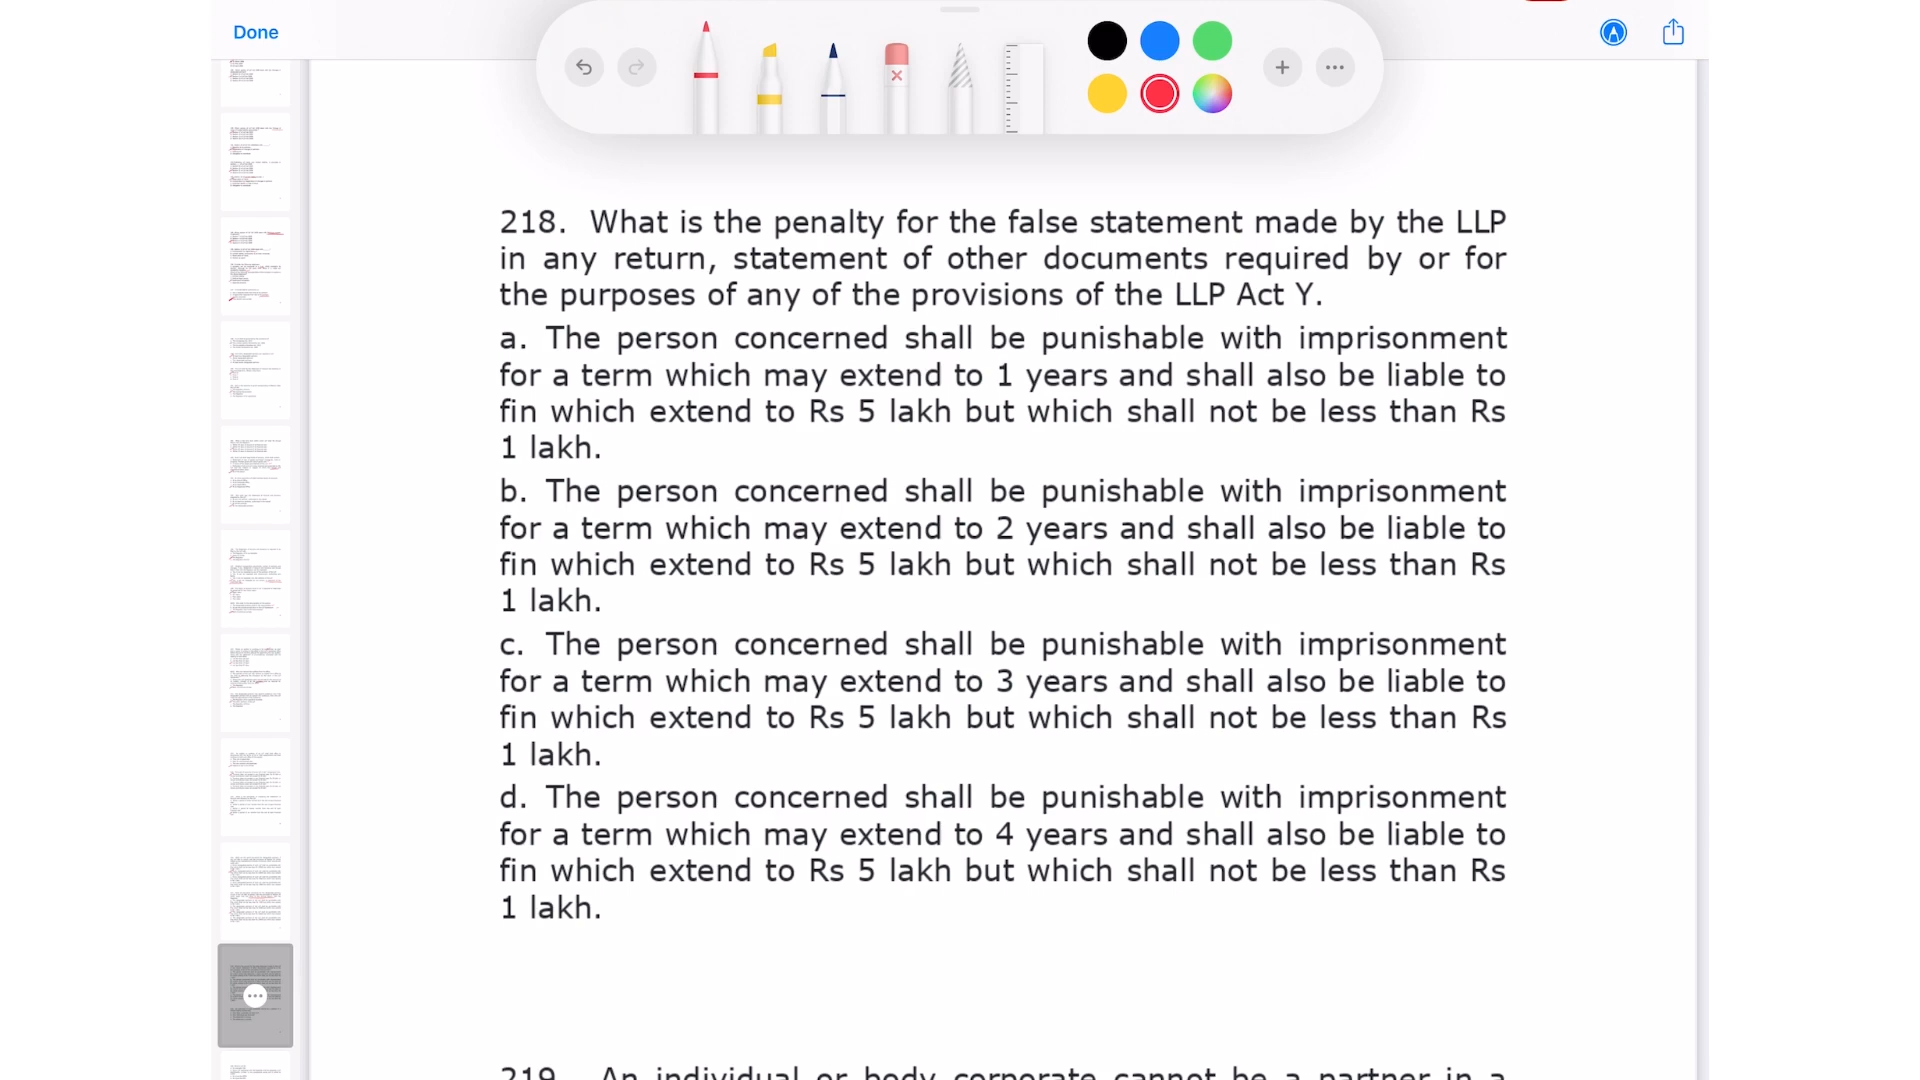 Done
218. What is the penalty for the false statement made by the LLP
in any return, statement of other documents required by or for
the purposes of any of the provisions of the LLP Act Y.
a. The person concerned shall be punishable with imprisonment
for a term which may extend to 1 years and shall also be liable to
fin which extend to Rs 5 lakh but which shall not be less than Rs
1 lakh.
b. The person concerned shall be punishable with imprisonment
for a term which may extend to 2 years and shall also be liable to
fin which extend to Rs 5 lakh but which shall not be less than Rs
1 lakh.
c. The person concerned shall be punishable with imprisonment
for a term which may extend to 3 years and shall also be liable to
fin which extend to Rs 5 lakh but which shall not be less than Rs
1 lakh.
d. The person concerned shall be punishable with imprisonment
for a term which may extend to 4 years and shall also be liable to
fin which extend to Rs 5 lakh but which shall not be less than Rs
1 lakh.
219. An individual or body corporate cannot be a partner in a